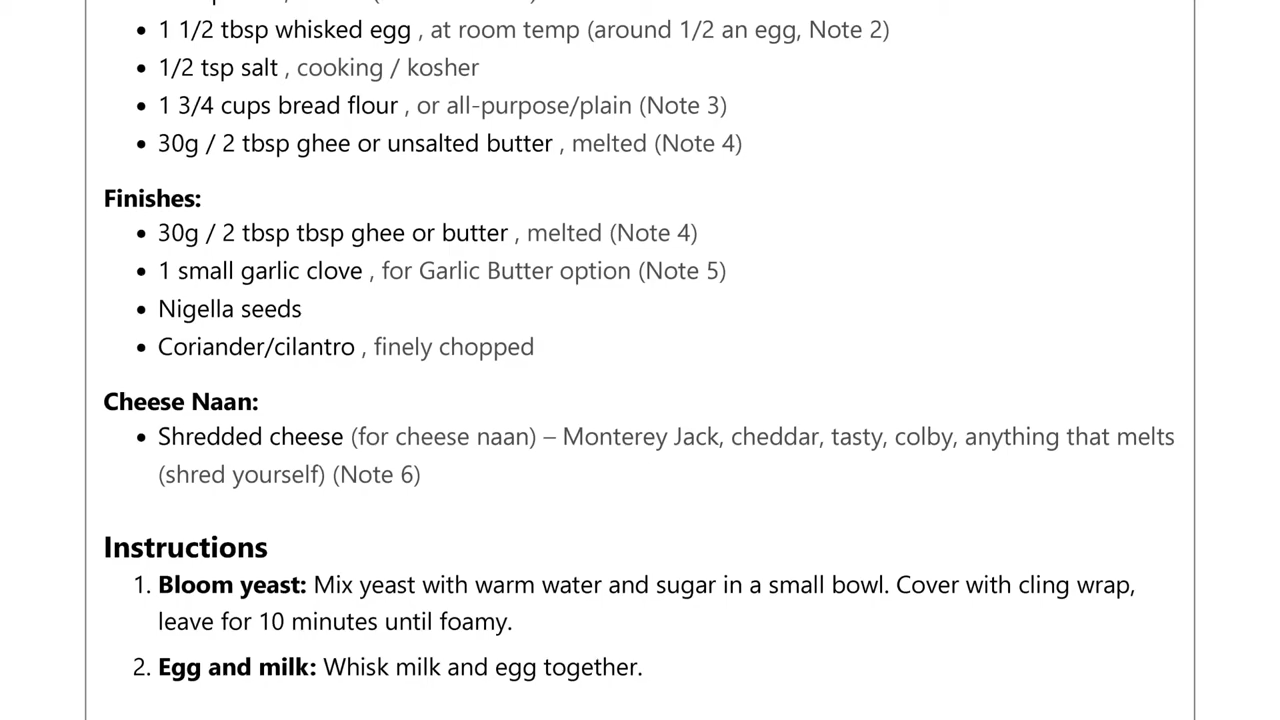 • 1 1/2 tbsp whisked egg , at room temp (around 1/2 an egg, Note 2)
• 1/2 tsp salt , cooking / kosher
• 1 3/4 cups bread flour , or all-purpose/plain (Note 3)
• 30g / 2 tbsp ghee or unsalted butter , melted (Note 4)
Finishes:
• 30g / 2 tbsp tbsp ghee or butter , melted (Note 4)
• 1 small garlic clove , for Garlic Butter option (Note 5)
• Nigella seeds
• Coriander/cilantro , finely chopped
Cheese Naan:
• Shredded cheese (for cheese naan) – Monterey Jack, cheddar, tasty, colby, anything that melts
(shred yourself) (Note 6)
Instructions
1. Bloom yeast: Mix yeast with warm water and sugar in a small bowl. Cover with cling wrap,
leave for 10 minutes until foamy.
2. Egg and milk: Whisk milk and egg together.